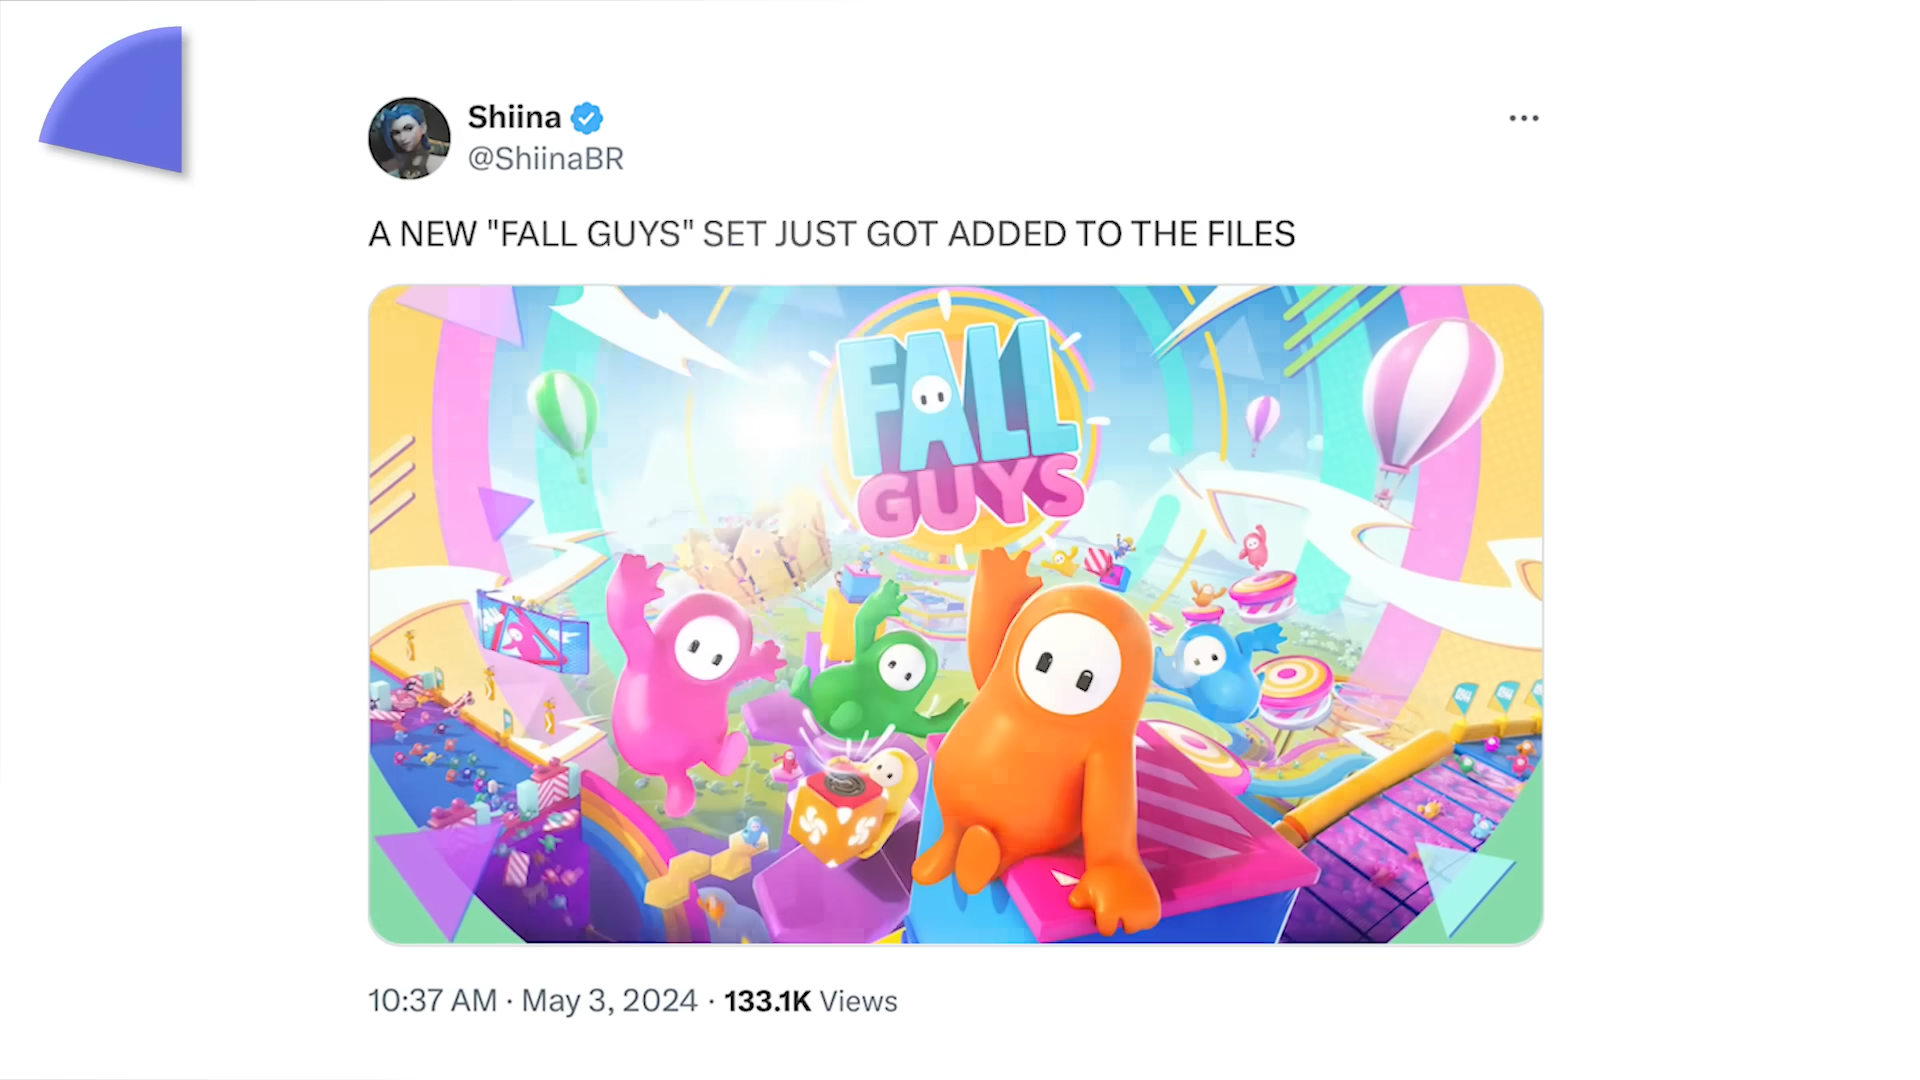 Shiina
@ShiinaBR
A NEW "FALL GUYS" SET JUST GOT ADDED TO THE FILES
FALL
GUYS
10:37 AM · May 3, 2024 · 133.1K Views